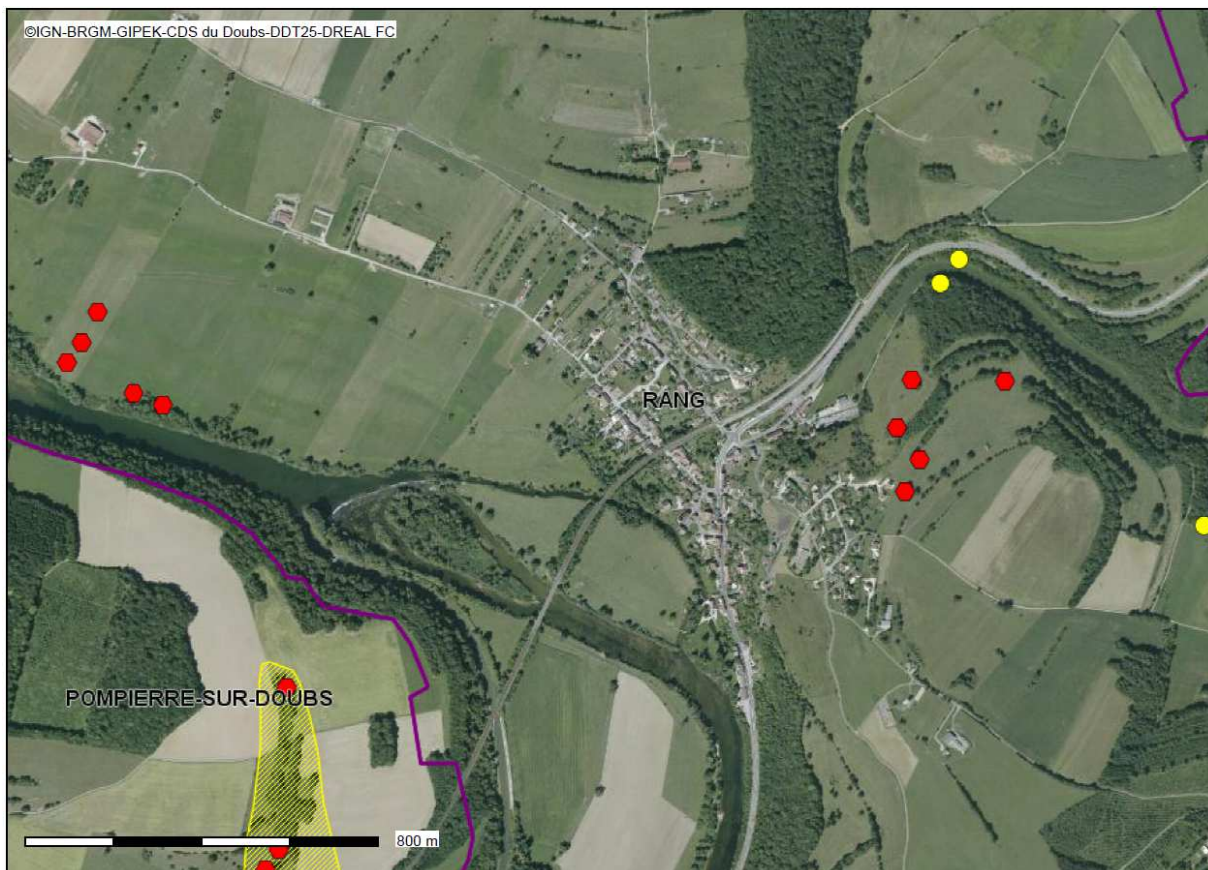 ©IGN-BRGM-GIPEK-CDS du Doubs-DDT25-DREAL FC
RANG
POMPIERRE-SUR-DOUBS
800 m